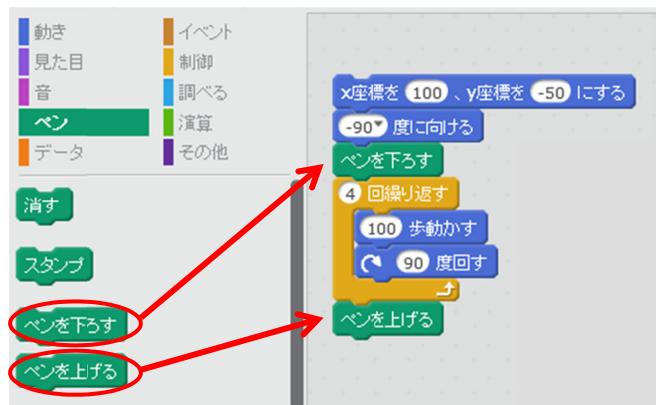 動き
見た目
音
ペン
データ
イベント
制御
調べる
演算
その他
消す
スタンプ
ペンを下ろす
ペンを上げる
x座標を 100 、y座標を -50 にする
-90▼ 度に向ける
ペンを下ろす
4 回繰り返す
100 歩動かす
90 度回す
ペンを上げる